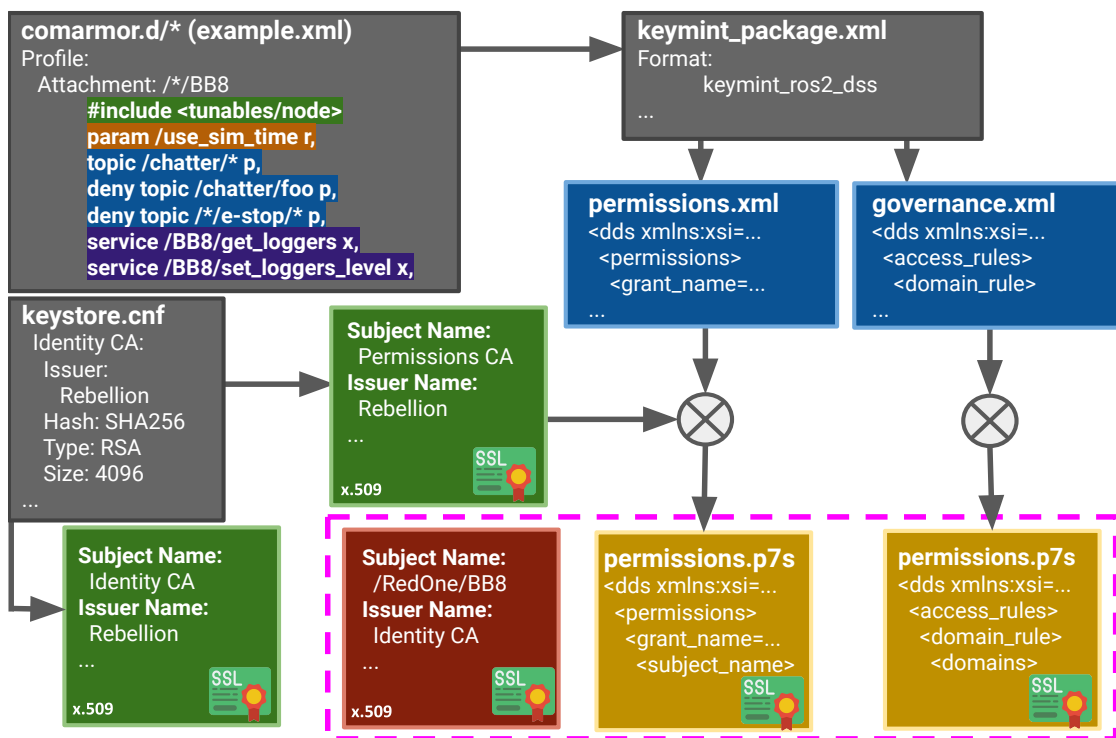 comarmor.d/* (example.xml)
Profile:
Attachment: /*/BB8
#include <tunables/node>
param /use_sim_time r,
topic /chatter/* p,
deny topic /chatter/foo p,
deny topic /*/e-stop/* p,
service /BB8/get_loggers x,
service /BB8/set_loggers_level x,
keymint_package.xml
Format:
keymint_ros2_dss
...
permissions.xml
<dds xmlns:xsi=...
<permissions>
<grant_name=...
...
governance.xml
<dds xmlns:xsi=...
<access_rules>
<domain_rule>
...
keystore.cnf
Identity CA:
Issuer:
Rebellion
Hash: SHA256
Type: RSA
Size: 4096
...
Subject Name:
Permissions CA
Issuer Name:
Rebellion
...
SSL
x.509
Subject Name:
Identity CA
Issuer Name:
Rebellion
...
SSL
x.509
Subject Name:
/RedOne/BB8
Issuer Name:
Identity CA
...
SSL
x.509
permissions.p7s
<dds xmlns:xsi=...
<permissions>
<grant_name=...
<subject_name>
SSL
permissions.p7s
<dds xmlns:xsi=...
<access_rules>
<domain_rule>
<domains>
SSL